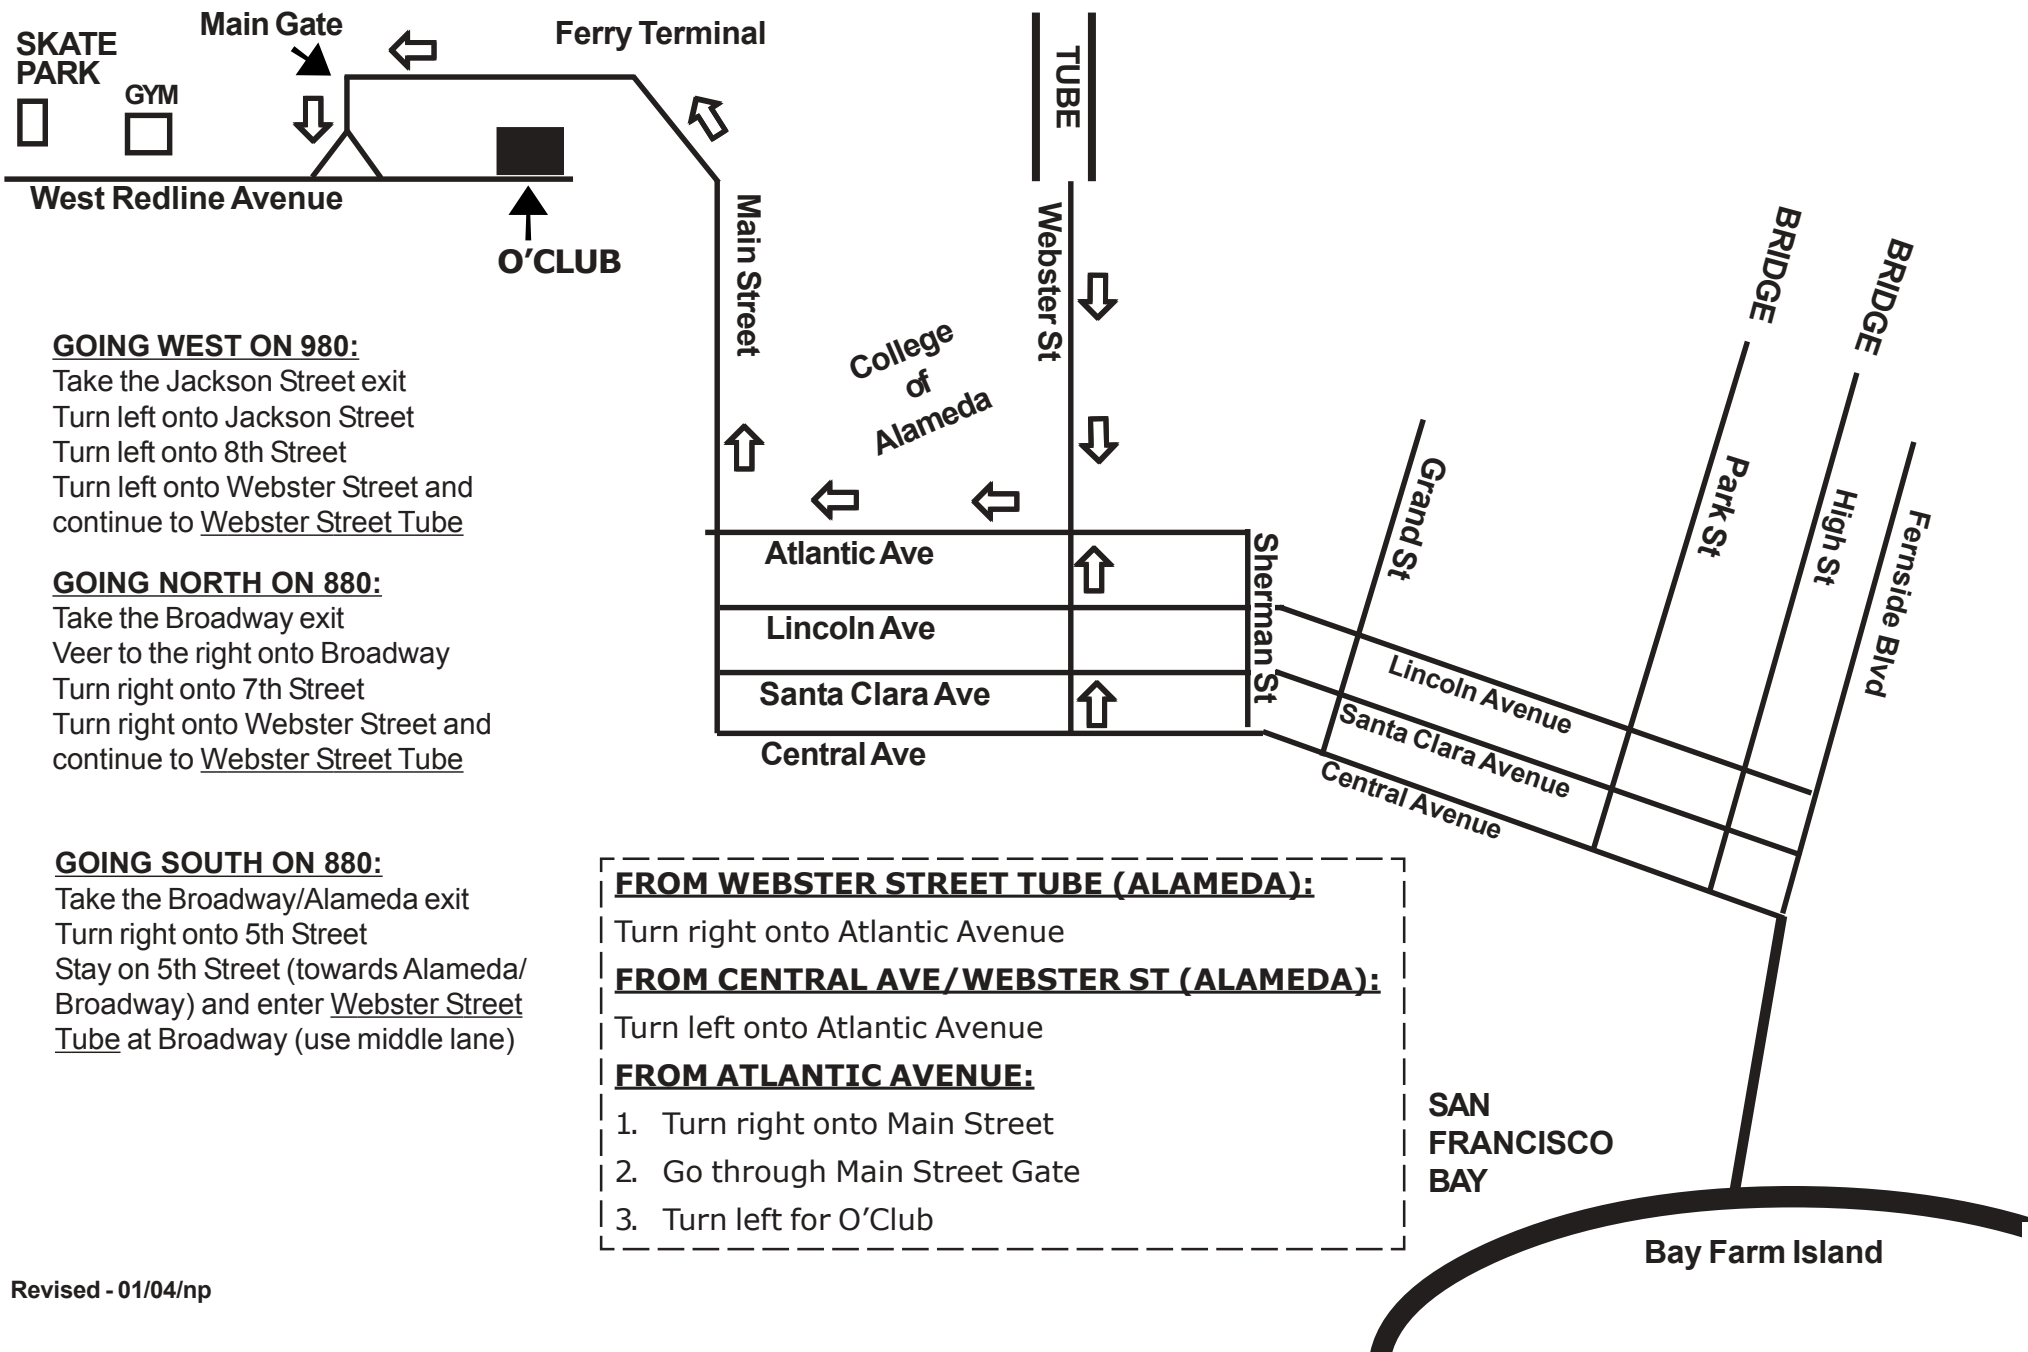 SKATE
PARK
GYM
Main Gate
Ferry Terminal
TUBE
West Redline Avenue
O'CLUB
Main Street
Webster St
College
of
Alameda
BRIDGE
BRIDGE
Grand St
Park St
High St
Fernside Blvd
Sherman St
Atlantic Ave
Lincoln Ave
Santa Clara Ave
Central Ave
Lincoln Avenue
Santa Clara Avenue
Central Avenue
GOING WEST ON 980:
Take the Jackson Street exit
Turn left onto Jackson Street
Turn left onto 8th Street
Turn left onto Webster Street and
continue to Webster Street Tube
GOING NORTH ON 880:
Take the Broadway exit
Veer to the right onto Broadway
Turn right onto 7th Street
Turn right onto Webster Street and
continue to Webster Street Tube
GOING SOUTH ON 880:
Take the Broadway/Alameda exit
Turn right onto 5th Street
Stay on 5th Street (towards Alameda/
Broadway) and enter Webster Street
Tube at Broadway (use middle lane)
FROM WEBSTER STREET TUBE (ALAMEDA):
Turn right onto Atlantic Avenue
FROM CENTRAL AVE/WEBSTER ST (ALAMEDA):
Turn left onto Atlantic Avenue
FROM ATLANTIC AVENUE:
1. Turn right onto Main Street
2. Go through Main Street Gate
3. Turn left for O'Club
SAN
FRANCISCO
BAY
Bay Farm Island
Revised - 01/04/np